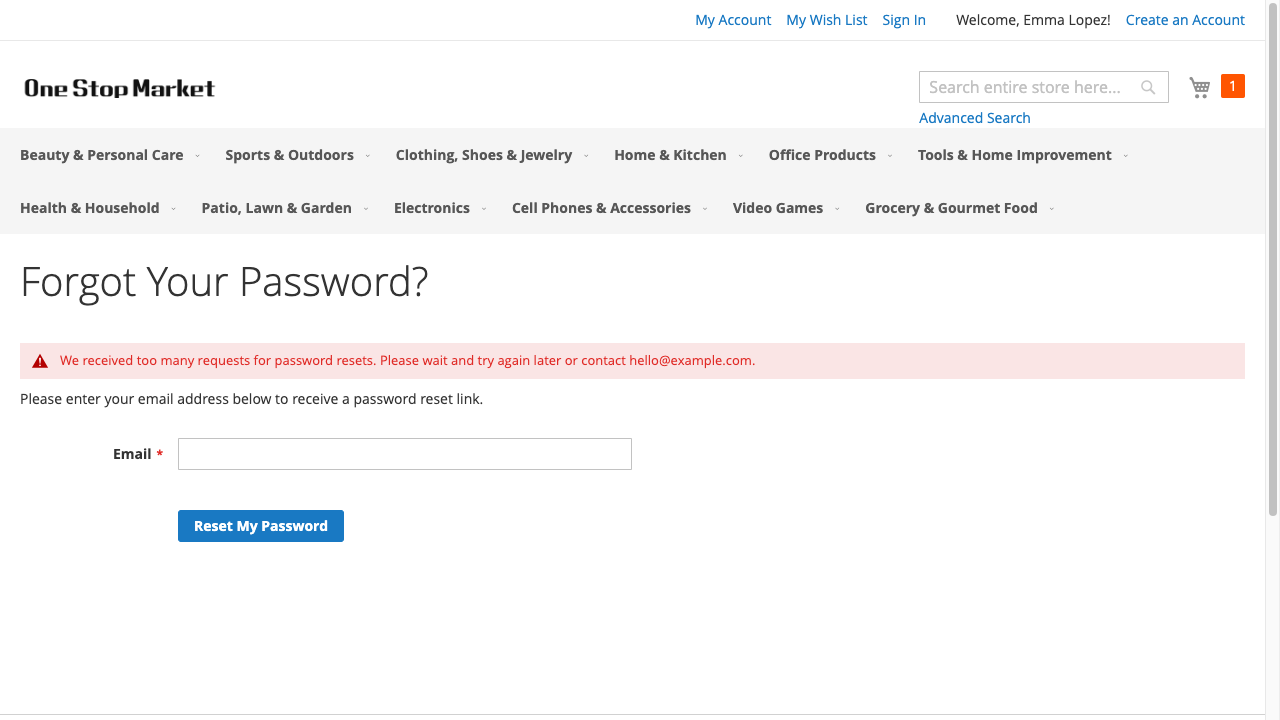 My Account My Wish List Sign In Welcome, Emma Lopez! Create an Account
One Stop Market
Search entire store here...
1
Advanced Search
Beauty & Personal Care Sports & Outdoors Clothing, Shoes & Jewelry Home & Kitchen Office Products Tools & Home Improvement
Health & Household Patio, Lawn & Garden Electronics Cell Phones & Accessories Video Games Grocery & Gourmet Food
Forgot Your Password?
We received too many requests for password resets. Please wait and try again later or contact hello@example.com.
Please enter your email address below to receive a password reset link.
Email *
Reset My Password